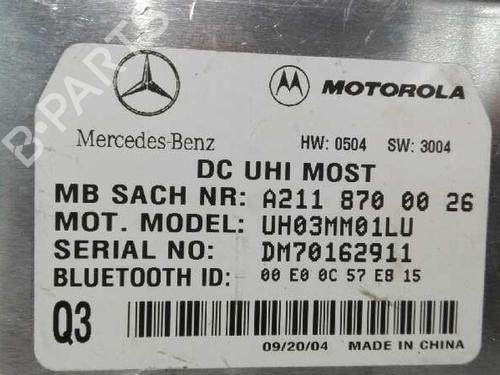 B-PARTS
Mercedes-Benz
MOTOROLA
HW: 0504 SW: 3004
DC UHI MOST
MB SACH NR: A211 870 00 26
MOT. MODEL: UH03MM01LU
SERIAL NO: DM70162911
BLUETOOTH ID: 00 E0 0C 57 E8 15
Q3
09/20/04 MADE IN CHINA